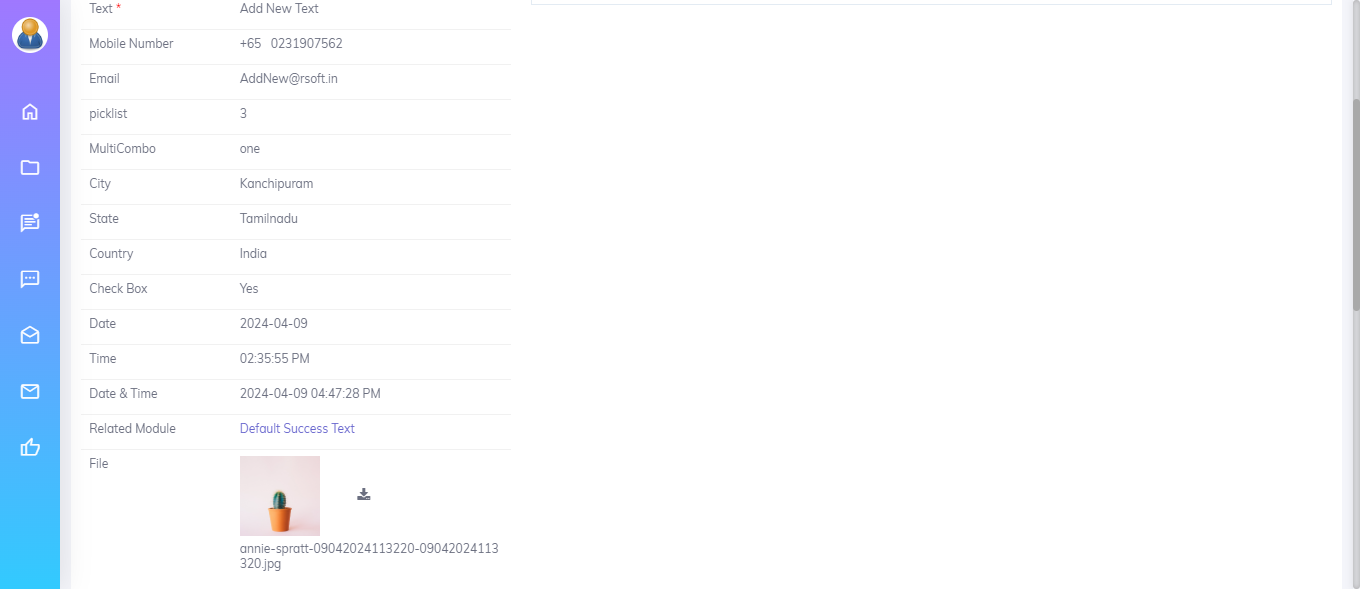 Text * Add New Text
Mobile Number +65 0231907562
Email AddNew@rsoft.in
picklist 3
MultiCombo one
City Kanchipuram
State Tamilnadu
Country India
Check Box Yes
Date 2024-04-09
Time 02:35:55 PM
Date & Time 2024-04-09 04:47:28 PM
Related Module Default Success Text
File
annie-spratt-09042024113220-09042024113
320.jpg